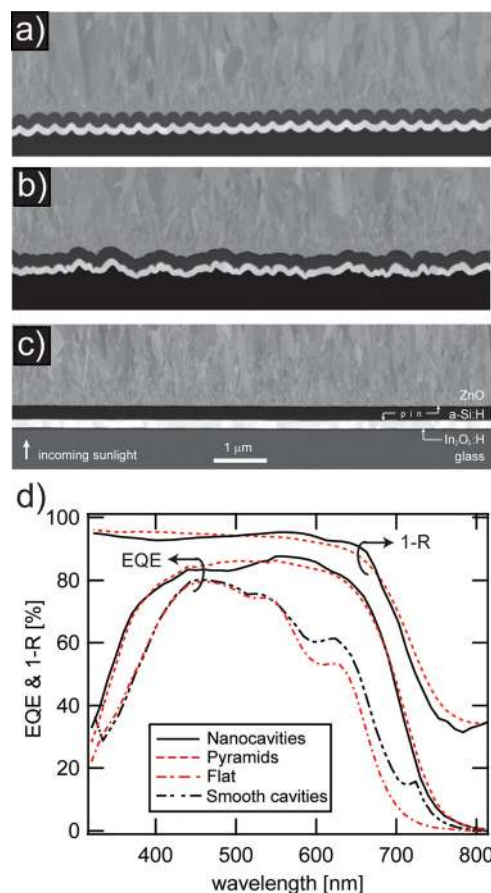 a)
b)
c)
ZnO
p i n
a-Si:H
In₂O₃:H
glass
incoming sunlight
1 µm
d)
100
80
60
40
20
0
EQE & 1-R [%]
EQE
1-R
Nanocavities
Pyramids
Flat
Smooth cavities
400
500
600
700
800
wavelength [nm]